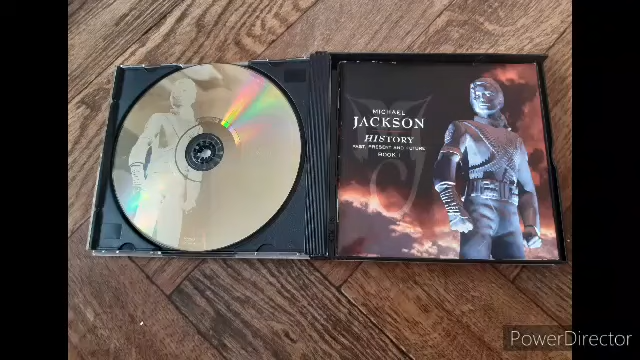 MICHAEL
JACKSON
HISTORY
PAST, PRESENT AND FUTURE
BOOK I
PowerDirector